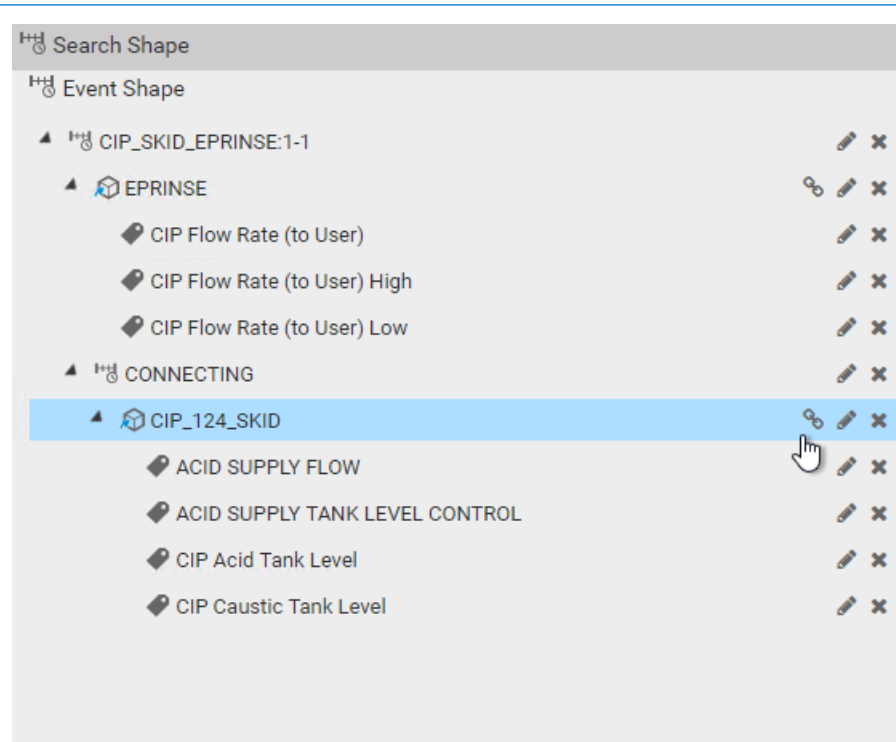 Search Shape
Event Shape
CIP_SKID_EPRINSE:1-1
EPRINSE
CIP Flow Rate (to User)
CIP Flow Rate (to User) High
CIP Flow Rate (to User) Low
CONNECTING
CIP_124_SKID
ACID SUPPLY FLOW
ACID SUPPLY TANK LEVEL CONTROL
CIP Acid Tank Level
CIP Caustic Tank Level